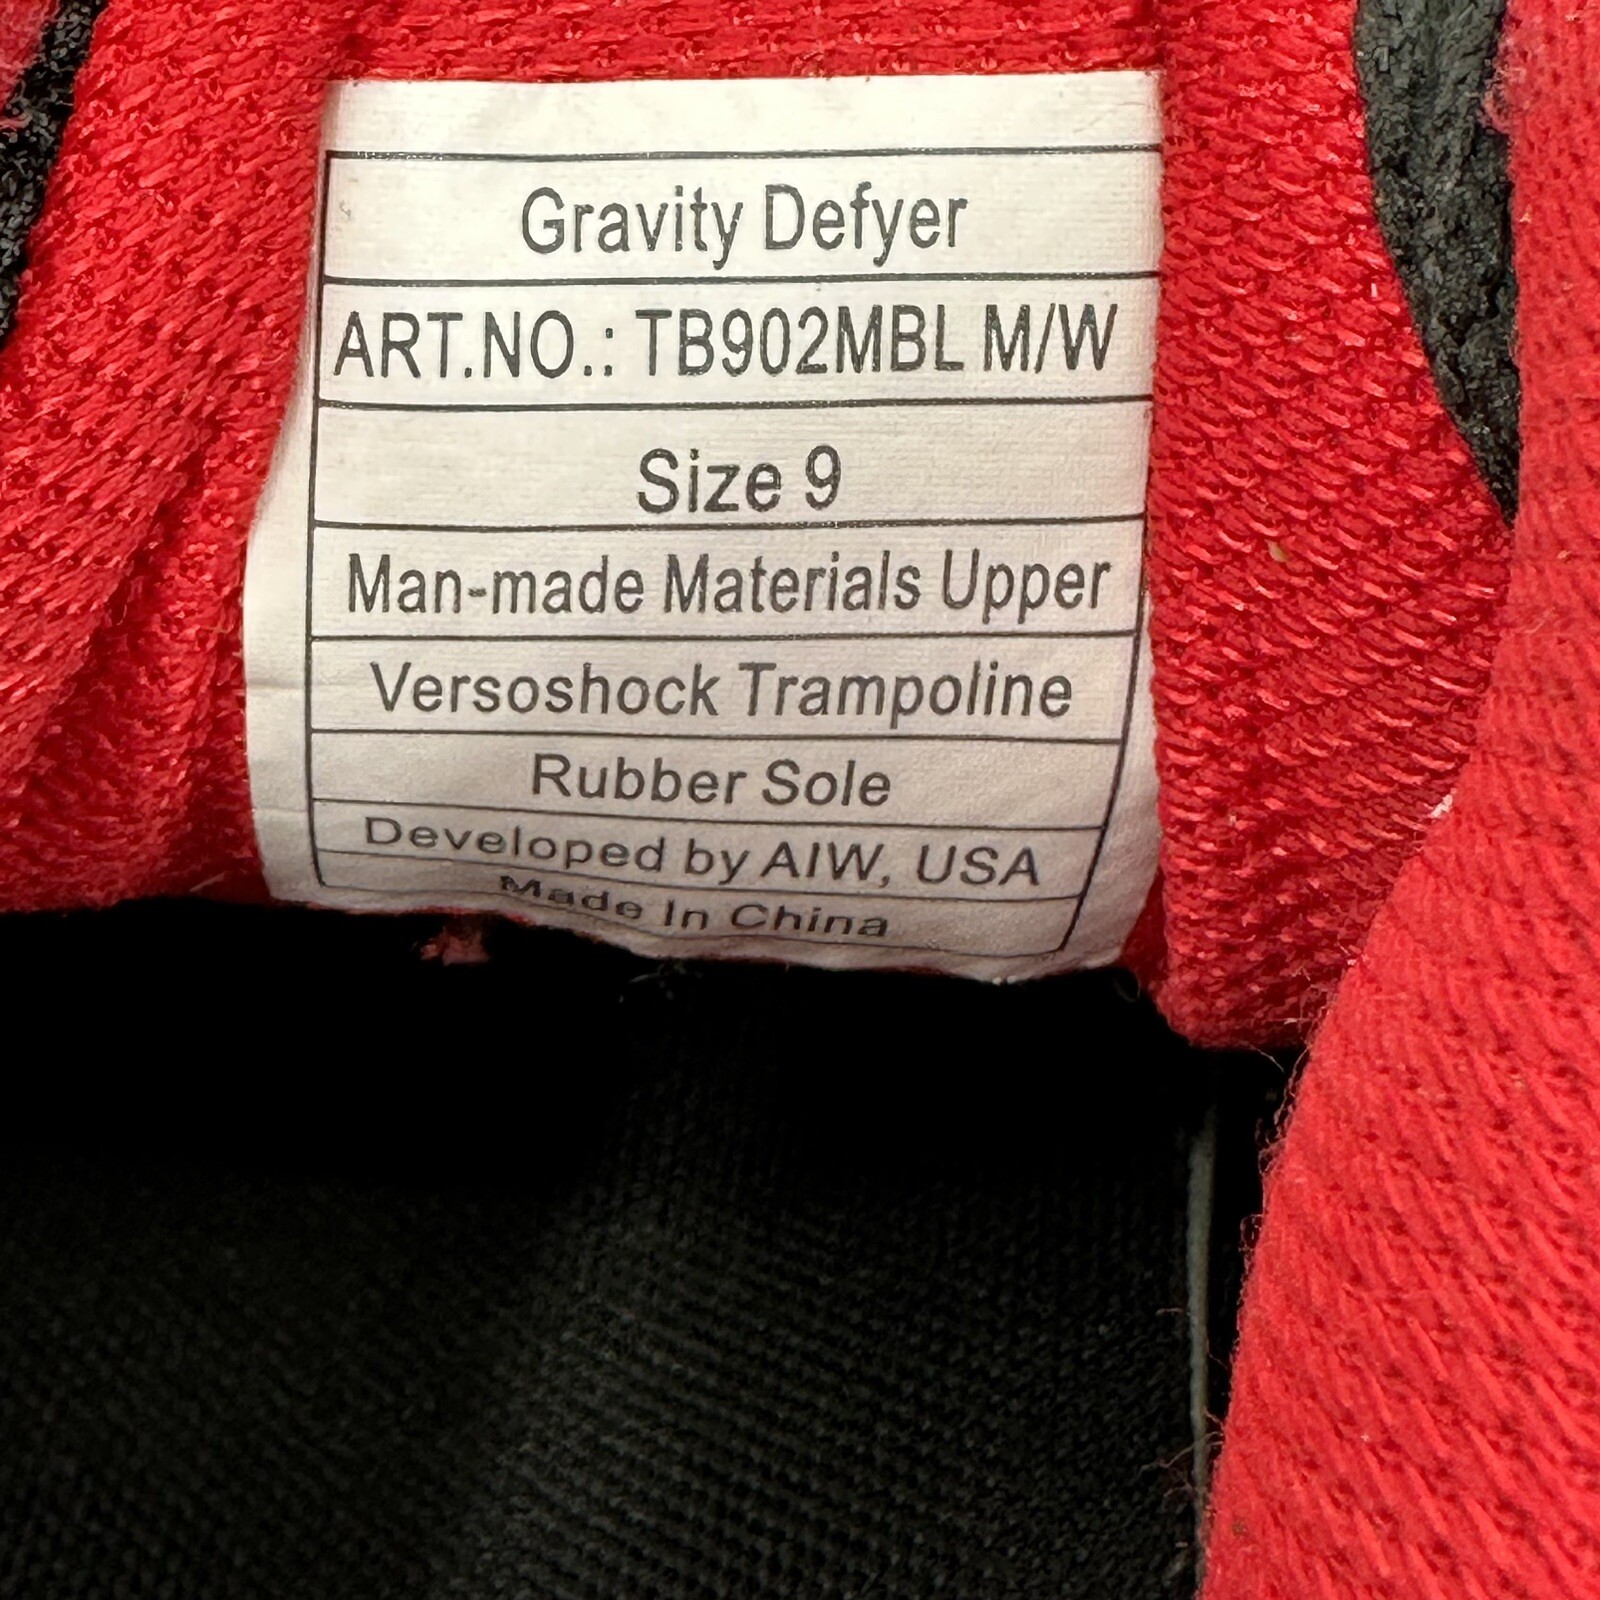 Gravity Defyer
ART.NO.: TB902MBL M/W
Size 9
Man-made Materials Upper
Versoshock Trampoline
Rubber Sole
Developed by AIW, USA
Made In China